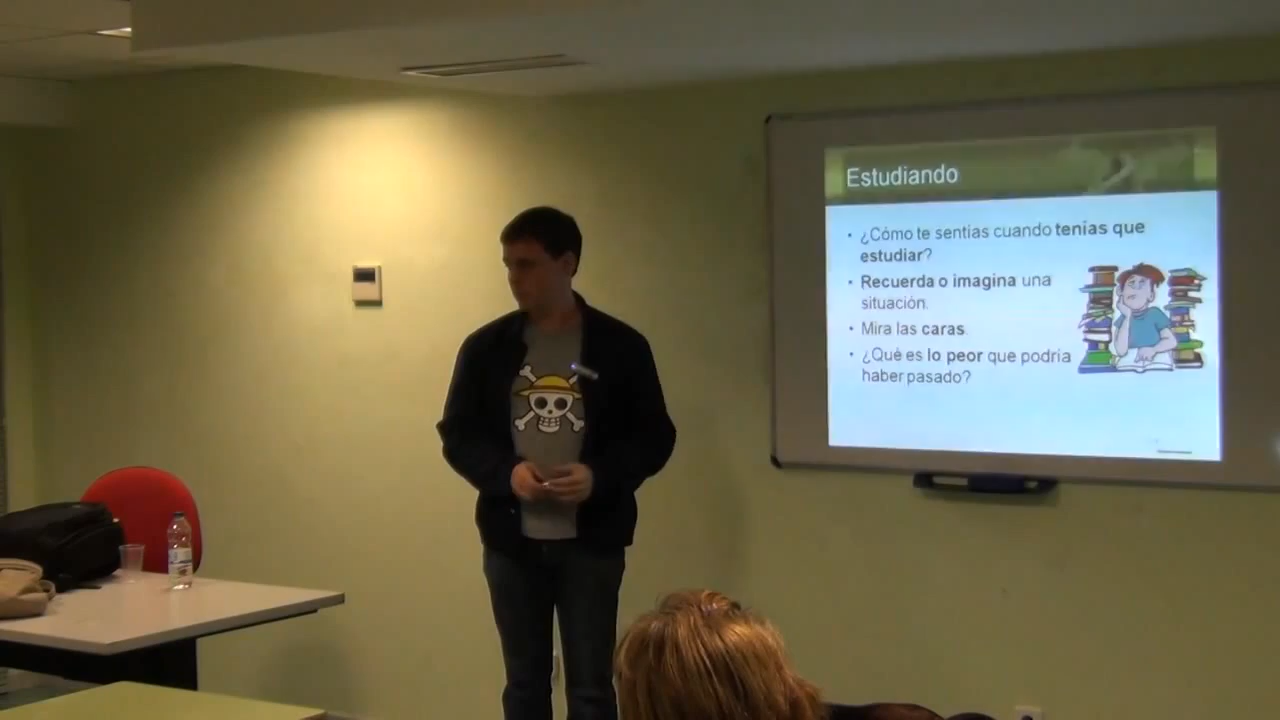 Estudiando
• ¿Cómo te sentías cuando tenías que
estudiar?
• Recuerda o imagina una
situación.
• Mira las caras.
• ¿Qué es lo peor que podría
haber pasado?